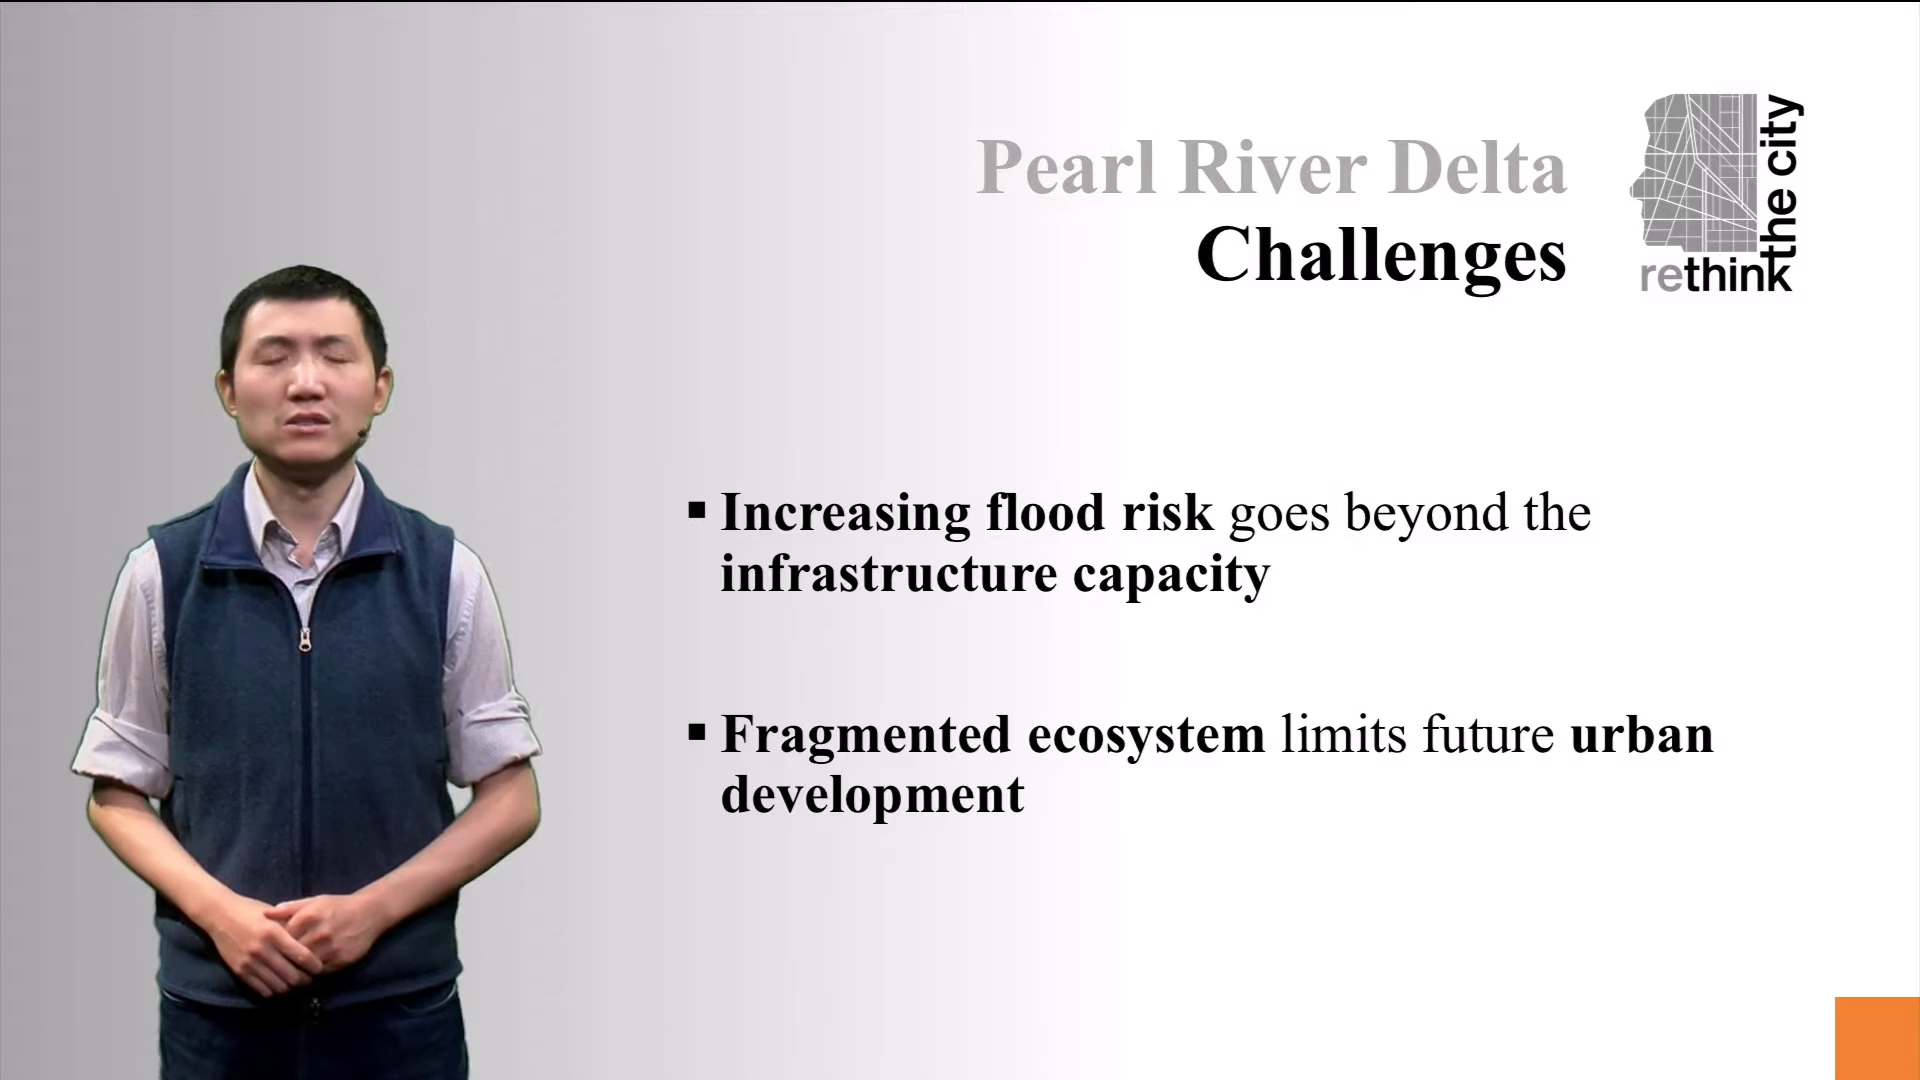 Pearl River Delta
Challenges
rethink
the city
▪ Increasing flood risk goes beyond the
infrastructure capacity
▪ Fragmented ecosystem limits future urban
development